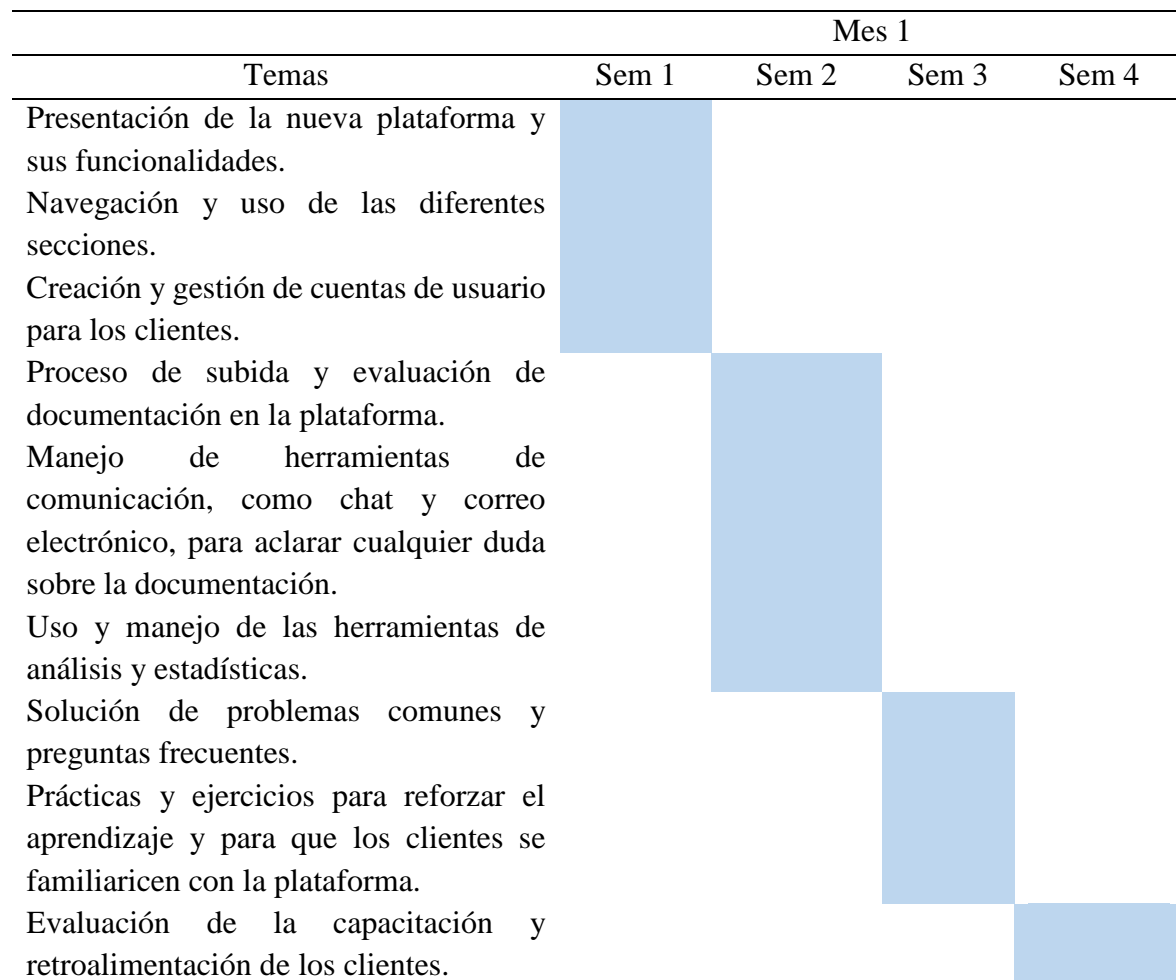 Mes 1
Temas Sem 1 Sem 2 Sem 3 Sem 4
Presentación de la nueva plataforma y
sus funcionalidades.
Navegación y uso de las diferentes
secciones.
Creación y gestión de cuentas de usuario
para los clientes.
Proceso de subida y evaluación de
documentación en la plataforma.
Manejo de herramientas de
comunicación, como chat y correo
electrónico, para aclarar cualquier duda
sobre la documentación.
Uso y manejo de las herramientas de
análisis y estadísticas.
Solución de problemas comunes y
preguntas frecuentes.
Prácticas y ejercicios para reforzar el
aprendizaje y para que los clientes se
familiaricen con la plataforma.
Evaluación de la capacitación y
retroalimentación de los clientes.